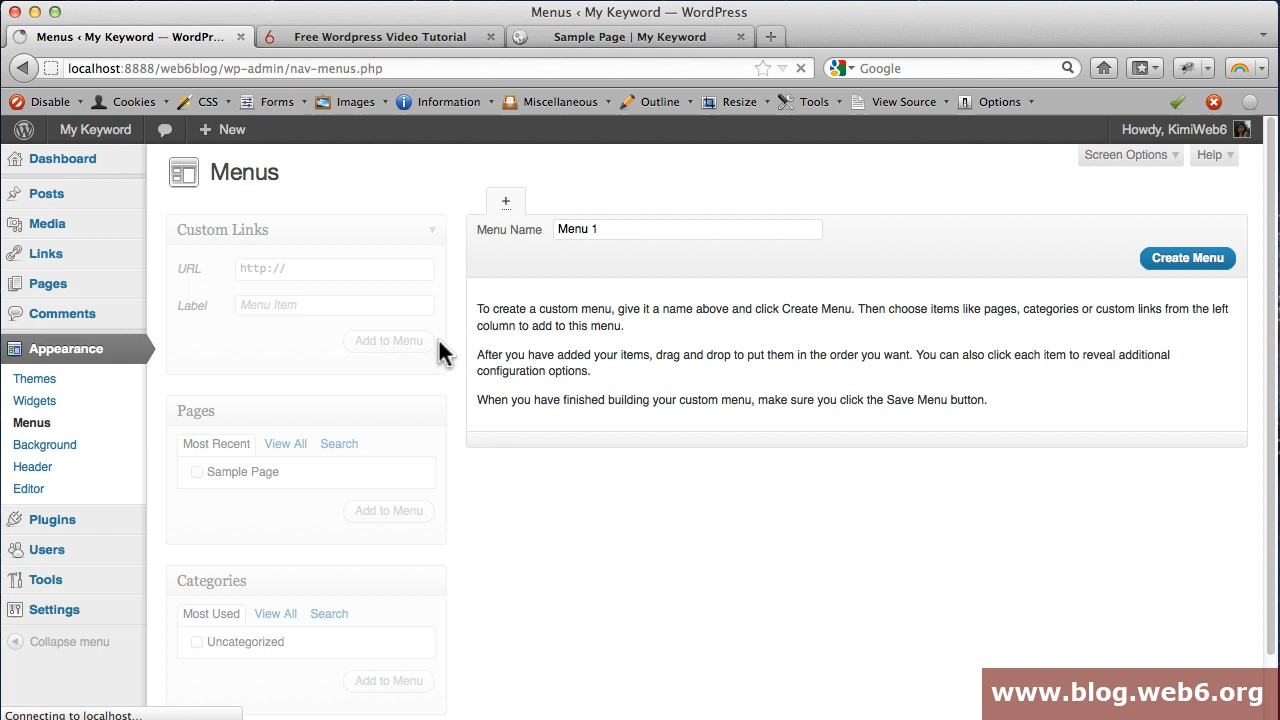 Menus ‹ My Keyword — WordPress
Menus ‹ My Keyword — WordPr...
Free Wordpress Video Tutorial
Sample Page | My Keyword
localhost:8888/web6blog/wp-admin/nav-menus.php
Google
Disable
Cookies
CSS
Forms
Images
Information
Miscellaneous
Outline
Resize
Tools
View Source
Options
My Keyword
+ New
Howdy, KimiWeb6
Screen Options
Help
Dashboard
Posts
Media
Links
Pages
Comments
Appearance
Themes
Widgets
Menus
Background
Header
Editor
Plugins
Users
Tools
Settings
Collapse menu
Menus
Custom Links
URL
http://
Label
Menu Item
Add to Menu
Pages
Most Recent
View All
Search
Sample Page
Add to Menu
Categories
Most Used
View All
Search
Uncategorized
Add to Menu
+
Menu Name
Menu 1
Create Menu
To create a custom menu, give it a name above and click Create Menu. Then choose items like pages, categories or custom links from the left
column to add to this menu.
After you have added your items, drag and drop to put them in the order you want. You can also click each item to reveal additional
configuration options.
When you have finished building your custom menu, make sure you click the Save Menu button.
Connecting to localhost...
www.blog.web6.org